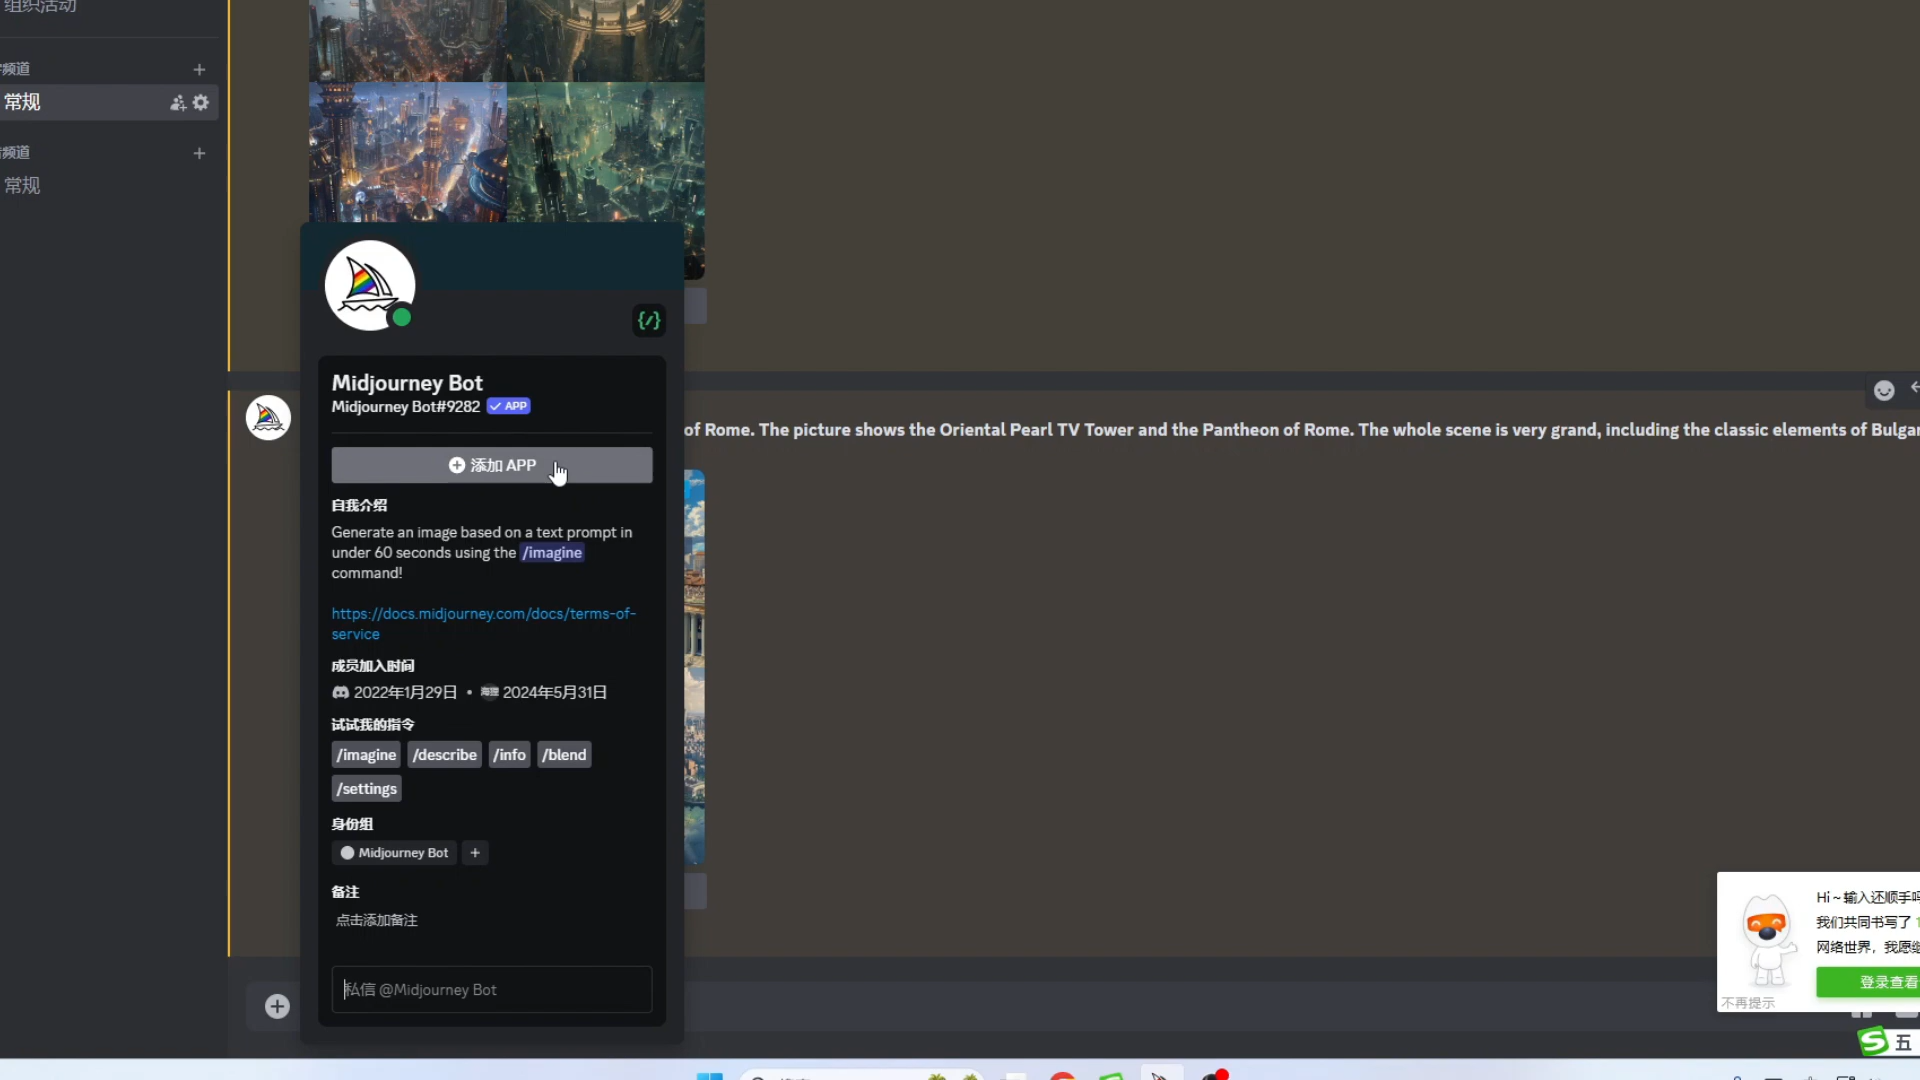 组织活动
频道
常规
频道
常规
Midjourney Bot
Midjourney Bot#9282 APP
添加 APP
of Rome. The picture shows the Oriental Pearl TV Tower and the Pantheon of Rome. The whole scene is very grand, including the classic elements of Bulgar
自我介绍
Generate an image based on a text prompt in
under 60 seconds using the /imagine
command!
https://docs.midjourney.com/docs/terms-of-
service
成员加入时间
2022年1月29日 • 2024年5月31日
试试我的指令
/imagine /describe /info /blend
/settings
身份组
Midjourney Bot +
备注
点击添加备注
私信 @Midjourney Bot
Hi~输入还顺手吗
我们共同书写了 1
网络世界，我愿继
登录查看
不再提示
五